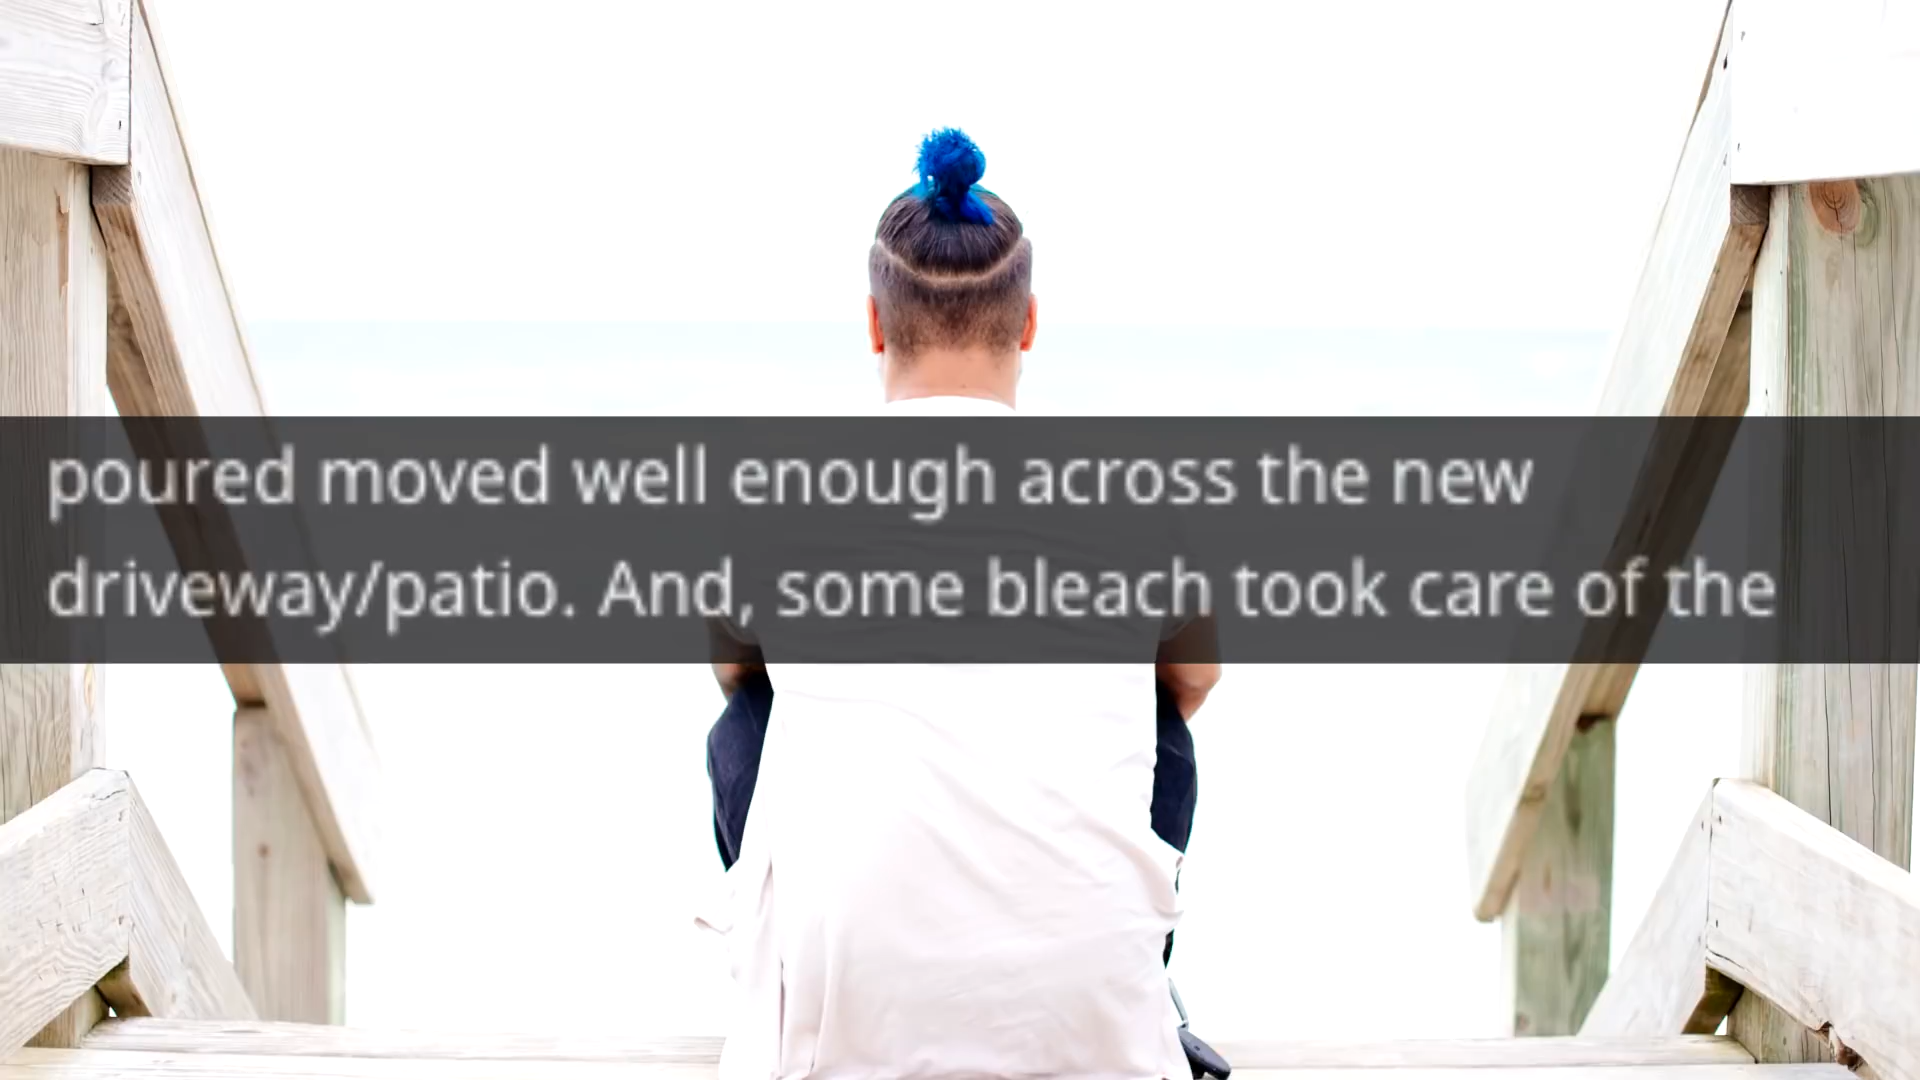 poured moved well enough across the new
driveway/patio. And, some bleach took care of the